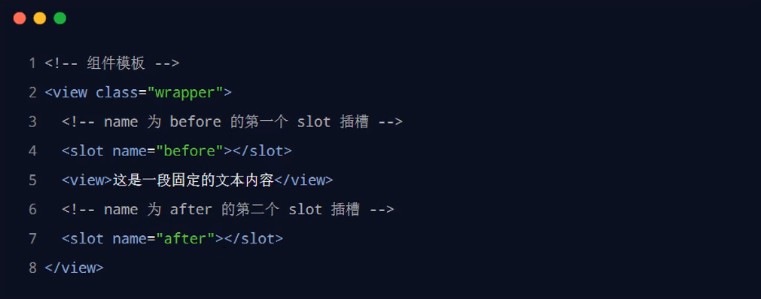 1 <!-- 组件模板 -->
2 <view class="wrapper">
3   <!-- name 为 before 的第一个 slot 插槽 -->
4   <slot name="before"></slot>
5   <view>这是一段固定的文本内容</view>
6   <!-- name 为 after 的第二个 slot 插槽 -->
7   <slot name="after"></slot>
8 </view>